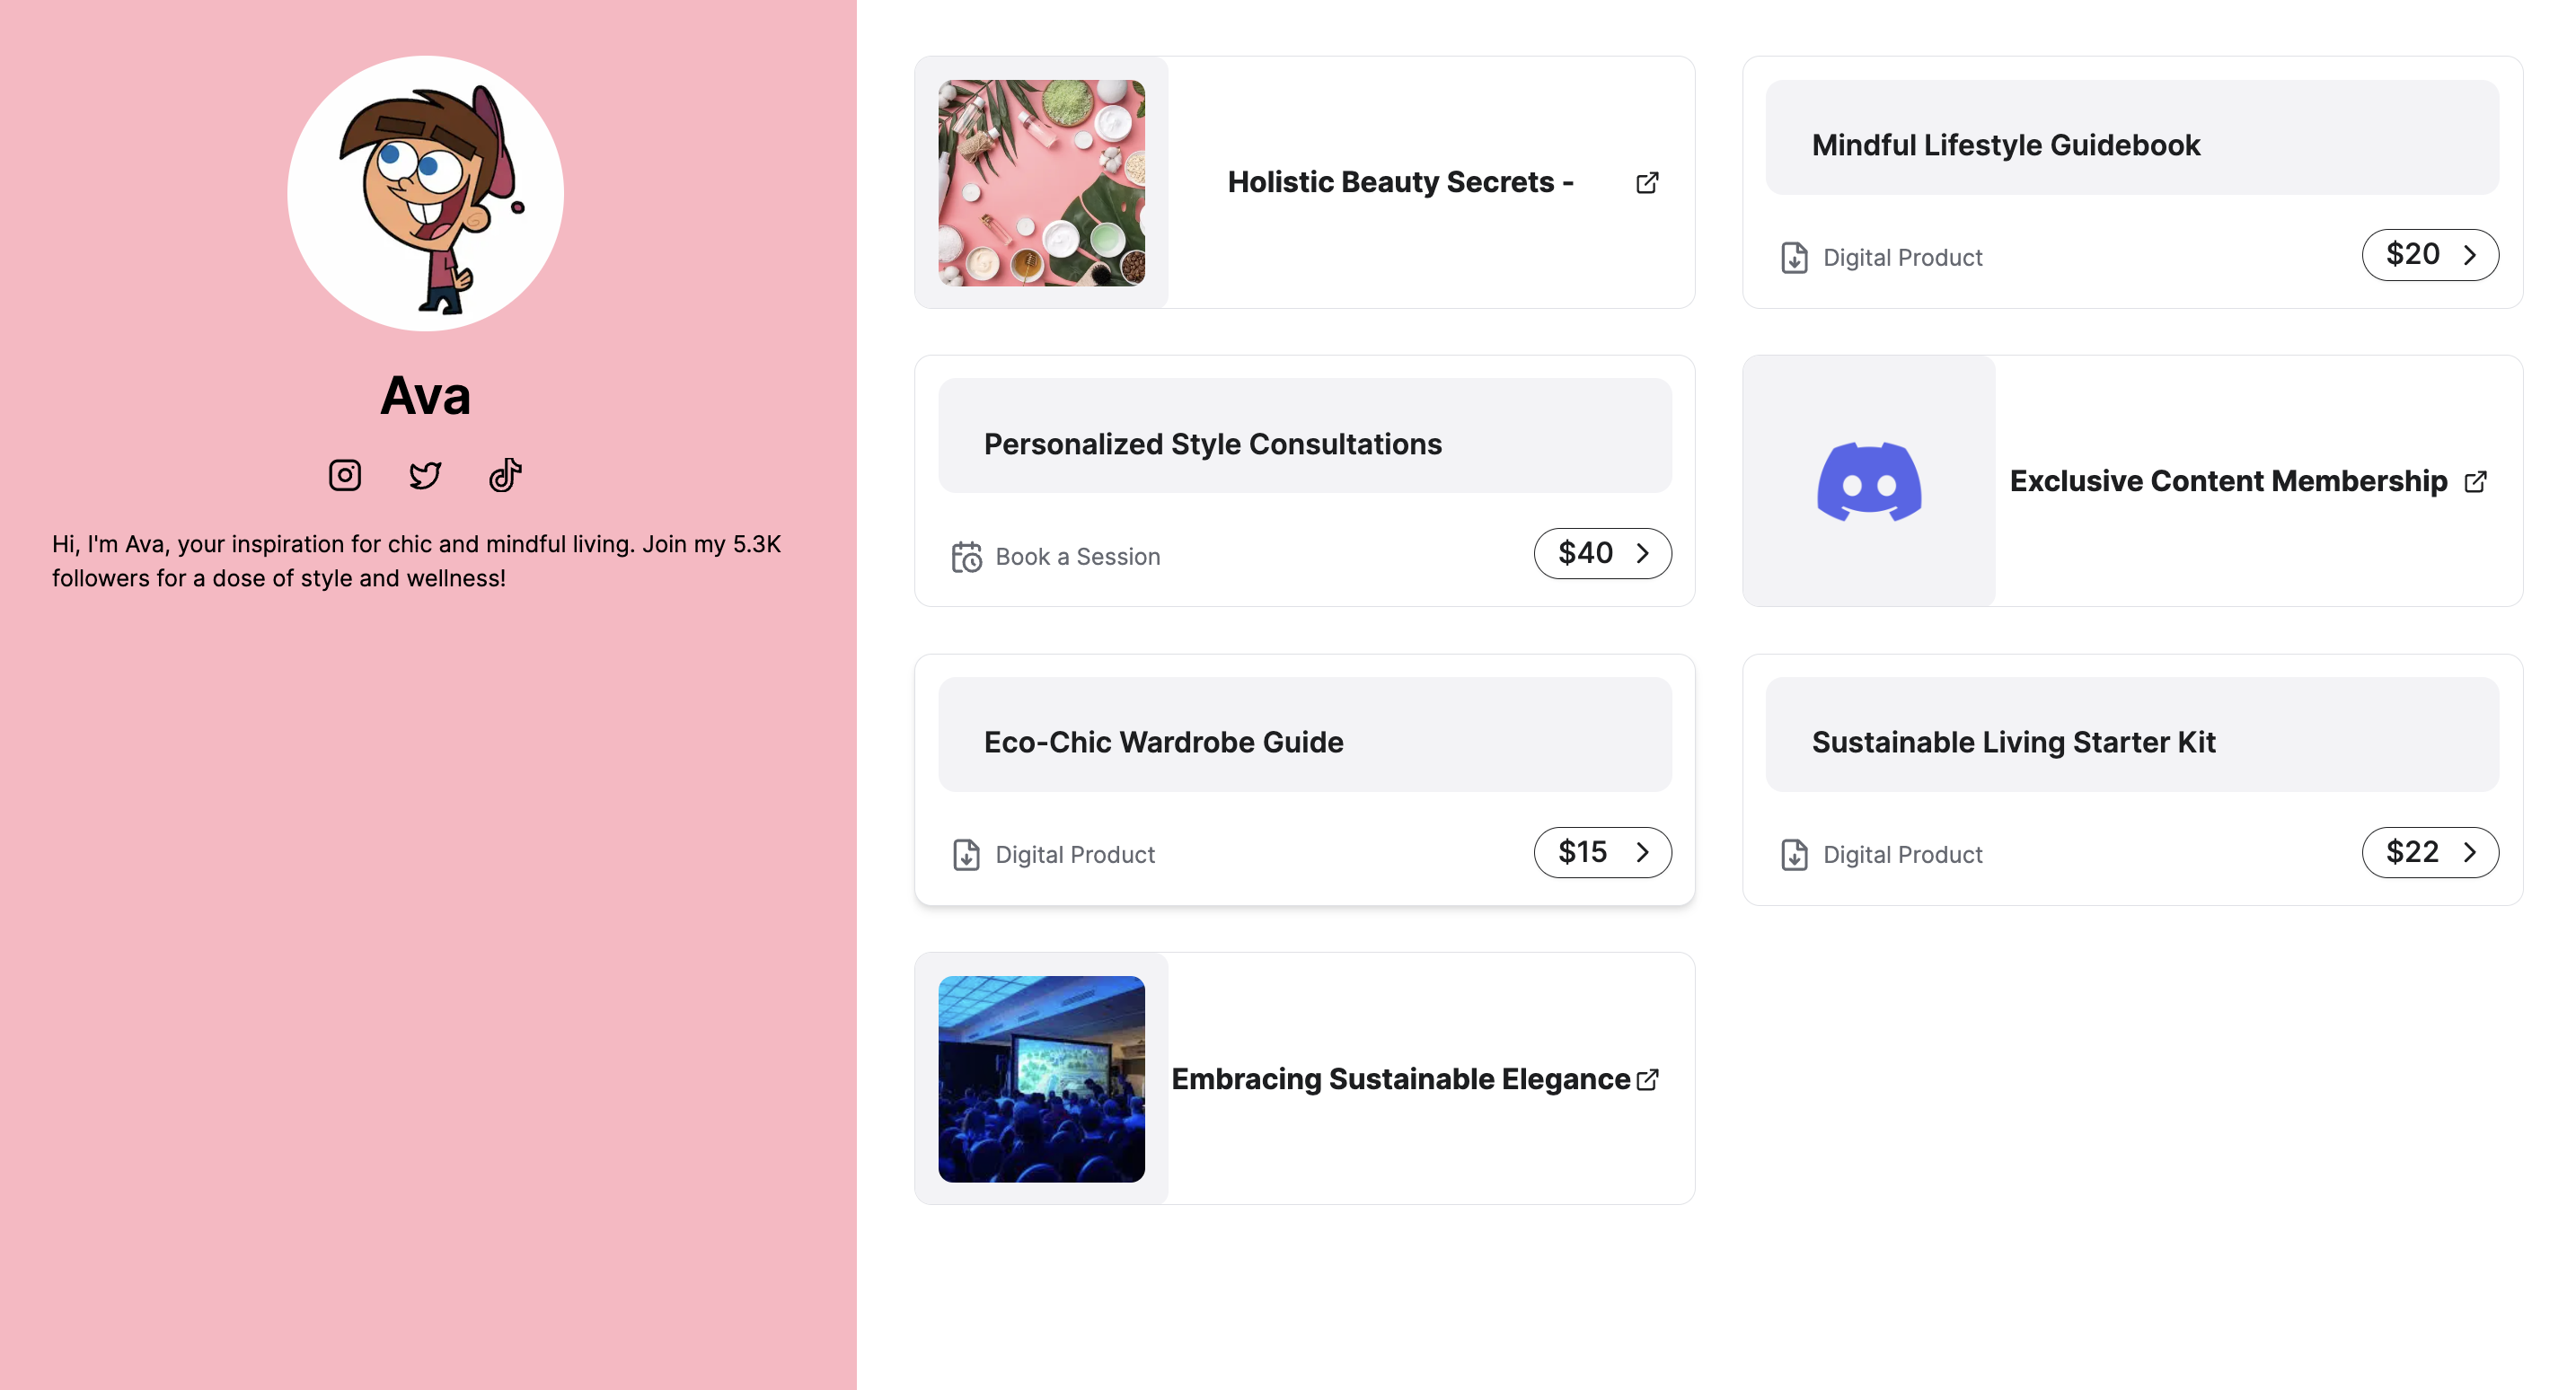 Ava
Hi, I'm Ava, your inspiration for chic and mindful living. Join my 5.3K
followers for a dose of style and wellness!
Holistic Beauty Secrets -
Mindful Lifestyle Guidebook
Digital Product
$20
Personalized Style Consultations
Book a Session
$40
Exclusive Content Membership
Eco-Chic Wardrobe Guide
Digital Product
$15
Sustainable Living Starter Kit
Digital Product
$22
Embracing Sustainable Elegance